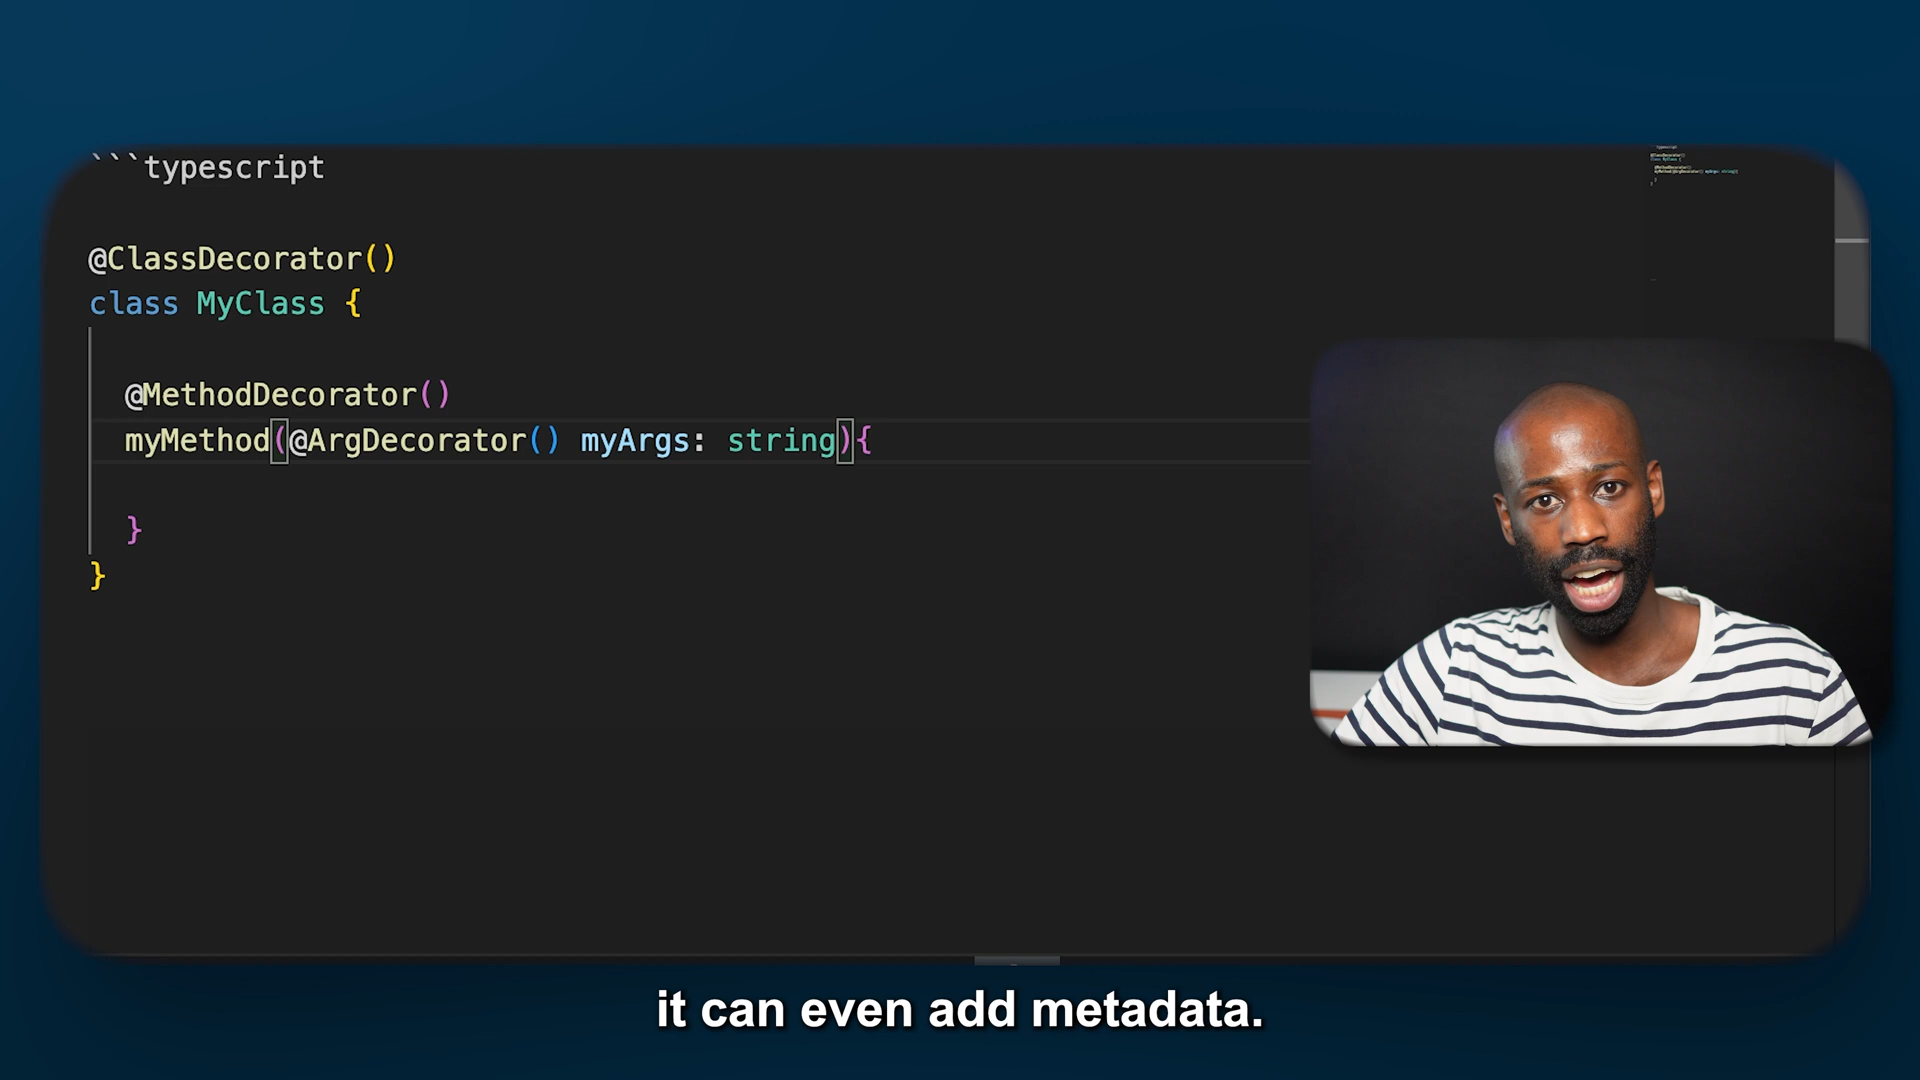 ```typescript
@ClassDecorator()
class MyClass {
@MethodDecorator()
myMethod(@ArgDecorator() myArgs: string){
}
}
it can even add metadata.